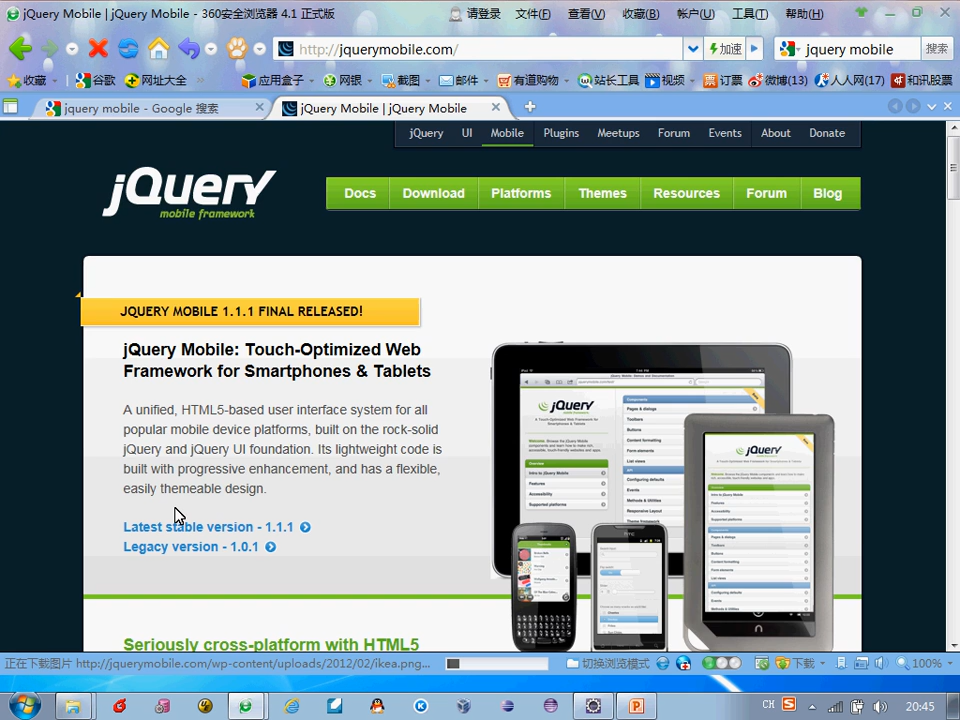 jQuery Mobile | jQuery Mobile - 360安全浏览器 4.1 正式版
请登录 文件(F) 查看(V) 收藏(B) 帐户(U) 工具(T) 帮助(H)
http://jquerymobile.com/
加速
jquery mobile
搜索
收藏 谷歌 网址大全 应用盒子 网银 截图 邮件 有道购物 站长工具 视频 订票 微博(13) 人人网(17) 和讯股票
jquery mobile - Google 搜索
jQuery Mobile | jQuery Mobile
jQuery UI Mobile Plugins Meetups Forum Events About Donate
jQuery
mobile framework
Docs Download Platforms Themes Resources Forum Blog
JQUERY MOBILE 1.1.1 FINAL RELEASED!
jQuery Mobile: Touch-Optimized Web
Framework for Smartphones & Tablets
A unified, HTML5-based user interface system for all
popular mobile device platforms, built on the rock-solid
jQuery and jQuery UI foundation. Its lightweight code is
built with progressive enhancement, and has a flexible,
easily themeable design.
Latest stable version - 1.1.1
Legacy version - 1.0.1
Seriously cross-platform with HTML5
正在下载图片 http://jquerymobile.com/wp-content/uploads/2012/02/ikea.png...
切换浏览模式
下载
100%
CH
20:45